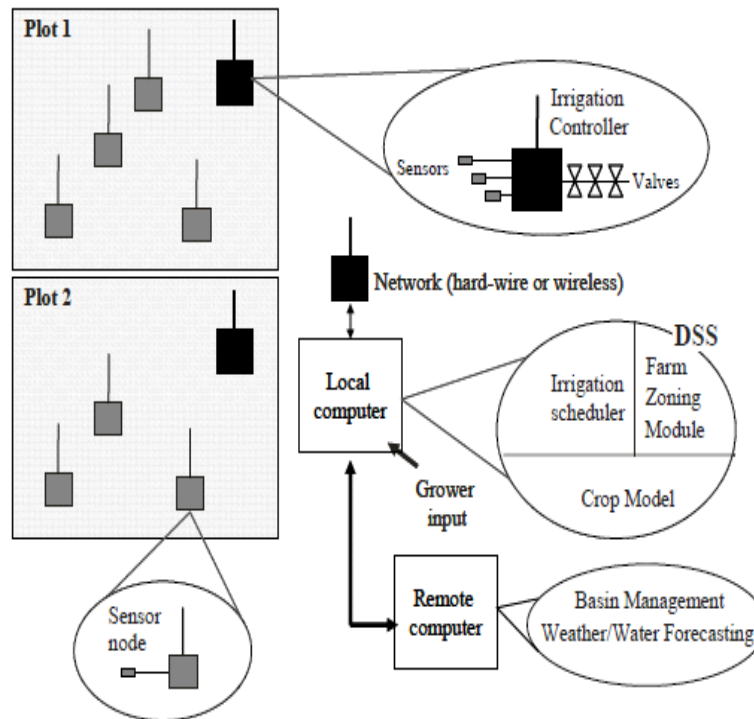 Plot 1
Irrigation
Controller
Sensors
Valves
Network (hard-wire or wireless)
Plot 2
DSS
Local
computer
Irrigation
scheduler
Farm
Zoning
Module
Crop Model
Grower
input
Sensor
node
Remote
computer
Basin Management
Weather/Water Forecasting